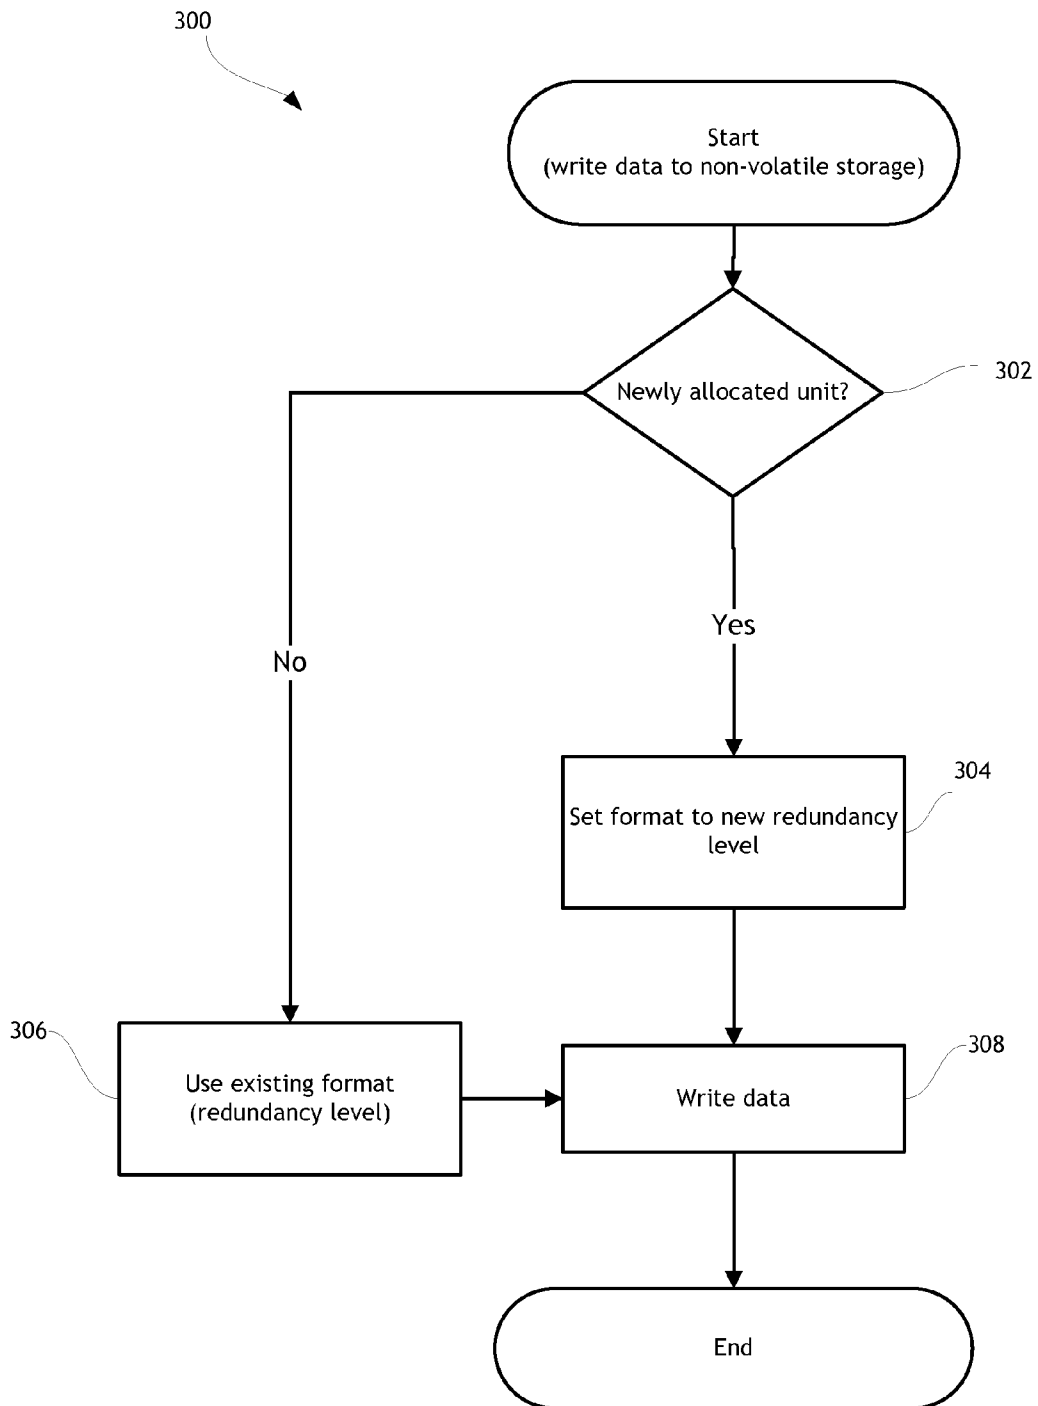 300
Start
(write data to non-volatile storage)
302
Newly allocated unit?
Yes
No
304
Set format to new redundancy
level
306
308
Use existing format
(redundancy level)
Write data
End